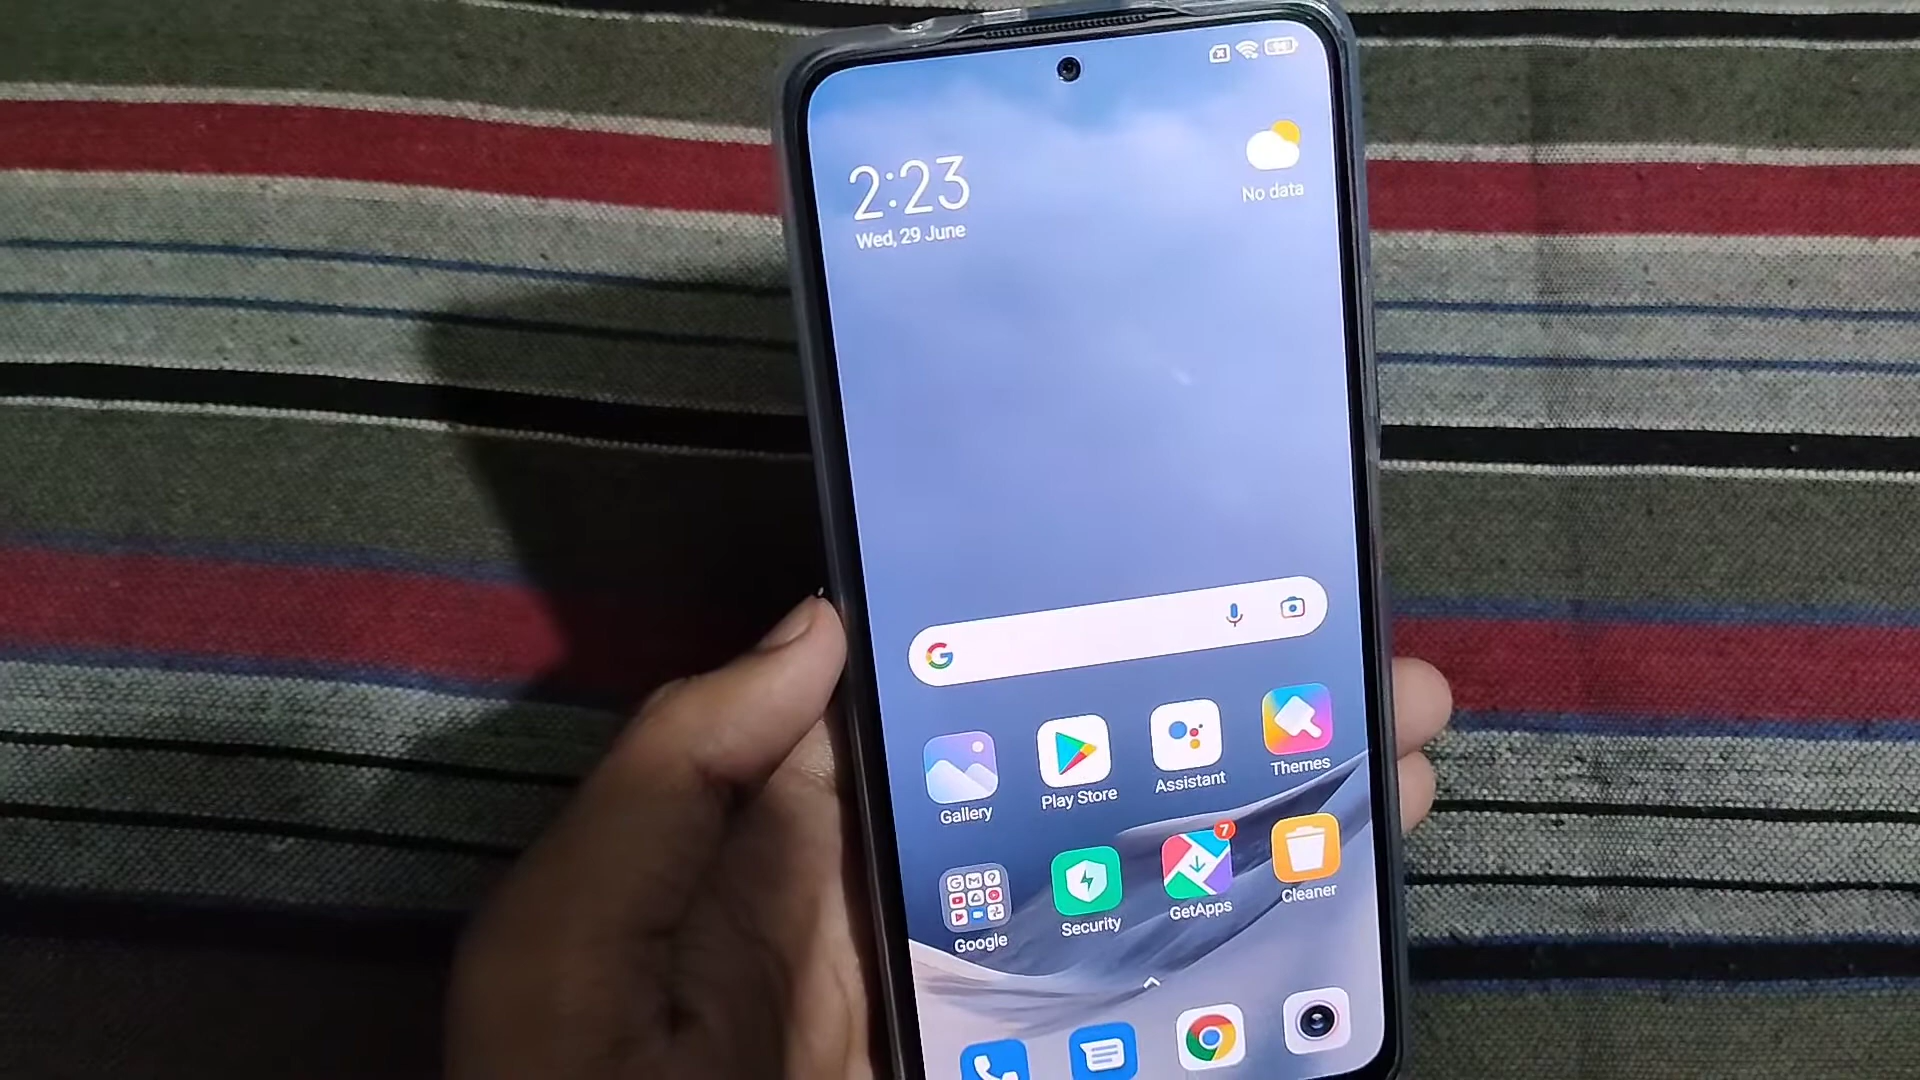 2:23
Wed, 29 June
No data
Gallery
Play Store
Assistant
Themes
Google
Security
7
GetApps
Cleaner